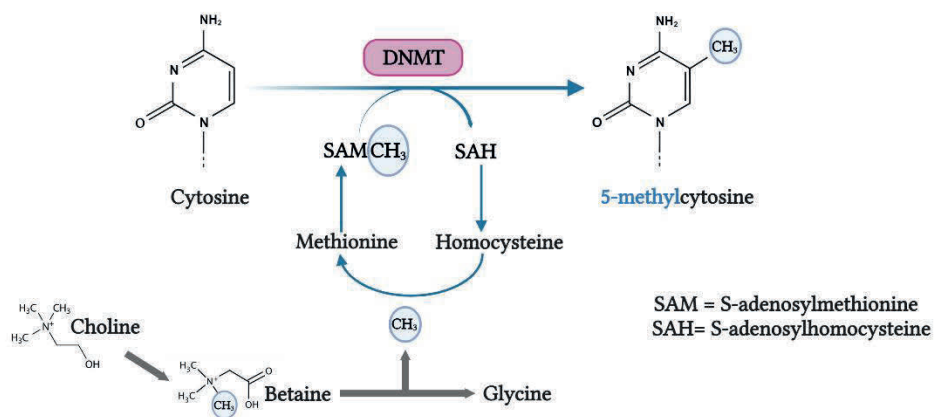 NH₂
NH₂
DNMT
CH₃
N
N
O
N
O
N
SAM CH₃
SAH
Cytosine
5-methylcytosine
Methionine
Homocysteine
SAM = S-adenosylmethionine
SAH= S-adenosylhomocysteine
CH₃
H₃C
CH₃
N⁺
H₃C
Choline
OH
H₃C
O
N⁺
H₃C
OH
CH₃
Betaine
Glycine